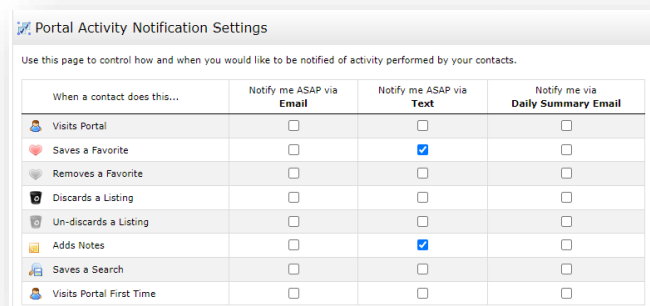 Portal Activity Notification Settings
Use this page to control how and when you would like to be notified of activity performed by your contacts.
When a contact does this...
Notify me ASAP via
Email
Notify me ASAP via
Text
Notify me via
Daily Summary Email
Visits Portal
Saves a Favorite
Removes a Favorite
Discards a Listing
Un-discards a Listing
Adds Notes
Saves a Search
Visits Portal First Time